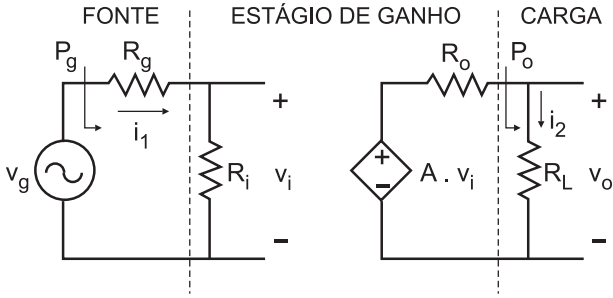 FONTE ESTÁGIO DE GANHO CARGA
P_g R_g R_o P_o
+ +
i_1 i_2
v_g R_i v_i + − A . v_i R_L v_o
− −